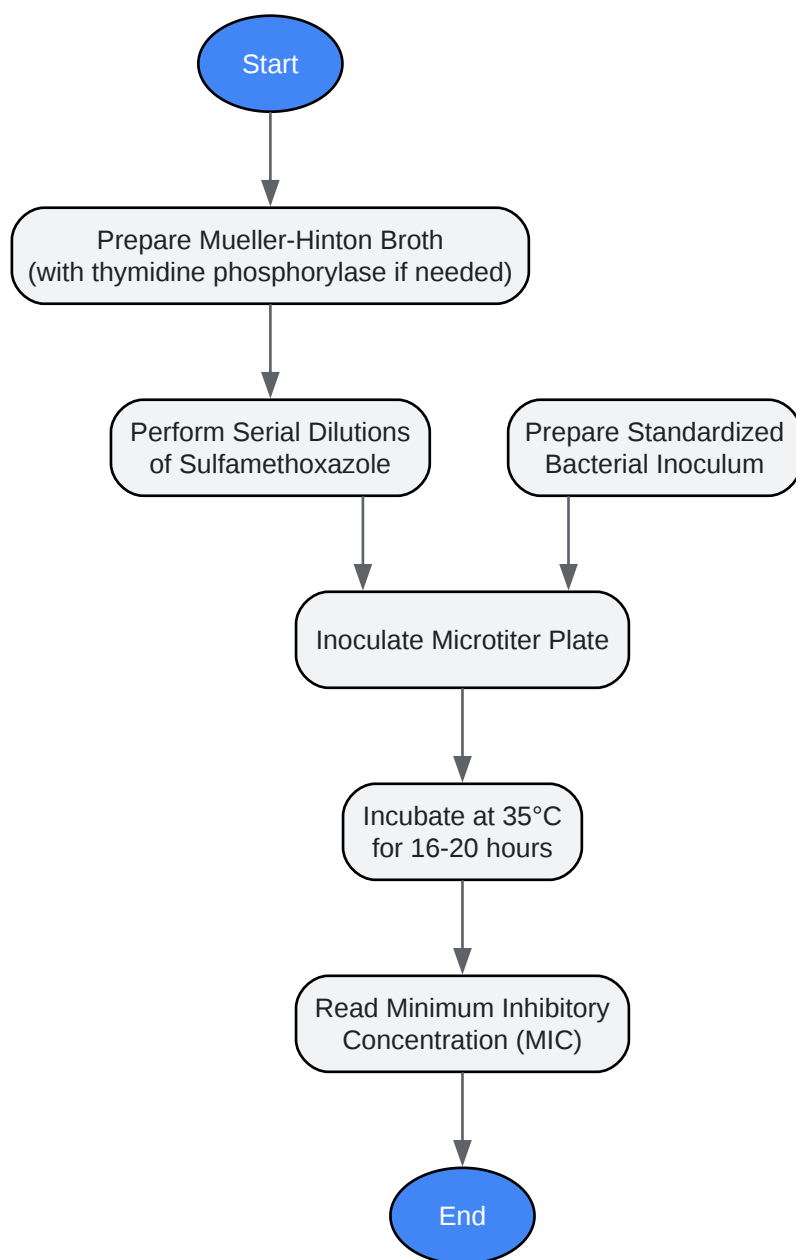 Start
Prepare Mueller-Hinton Broth
(with thymidine phosphorylase if needed)
Perform Serial Dilutions
of Sulfamethoxazole
Prepare Standardized
Bacterial Inoculum
Inoculate Microtiter Plate
Incubate at 35°C
for 16-20 hours
Read Minimum Inhibitory
Concentration (MIC)
End